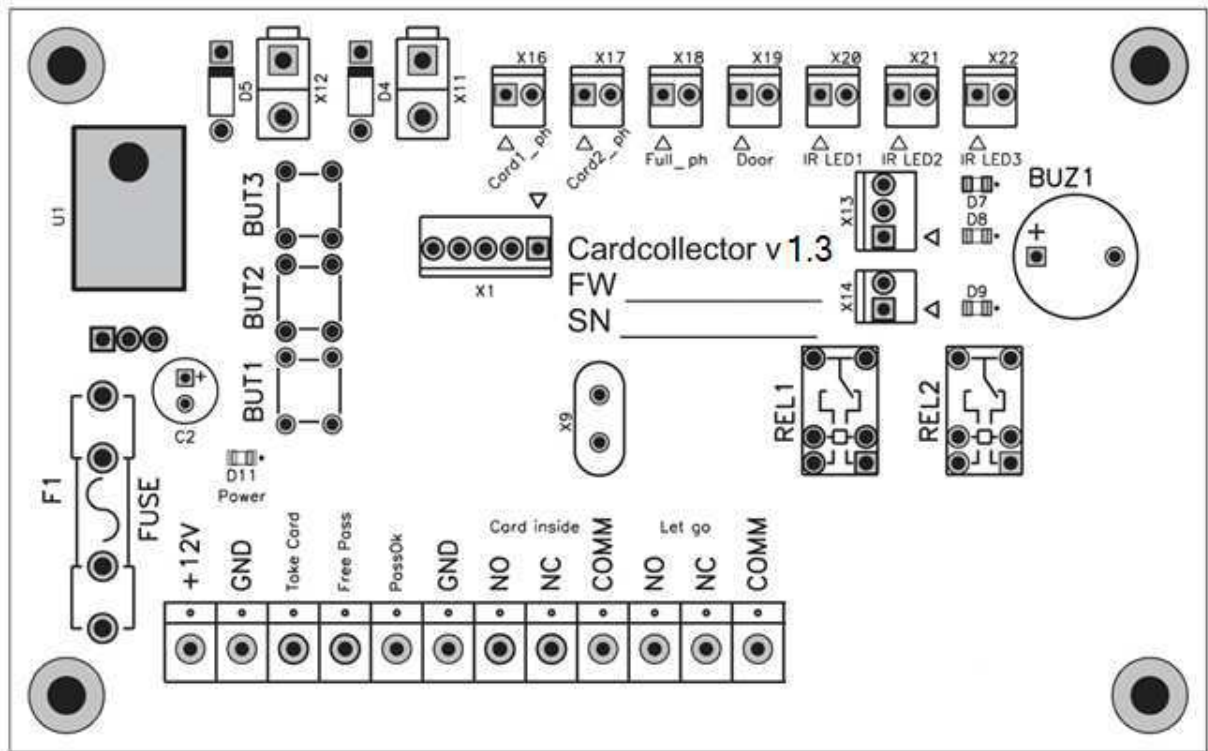 X16
X17
X18
X19
X20
X21
X22
D5
X12
D4
X11
Card1_ph
Card2_ph
Full_ph
Door
IR LED1
IR LED2
IR LED3
U1
BUT3
X13
D7
D8
BUZ1
+
Cardcollector v 1.3
X1
BUT2
FW
X14
D9
SN
BUT1
+
C2
X9
REL1
REL2
D11
Power
F1
FUSE
Card inside
Let go
+12V
GND
Take Card
Free Pass
PassOk
GND
NO
NC
COMM
NO
NC
COMM